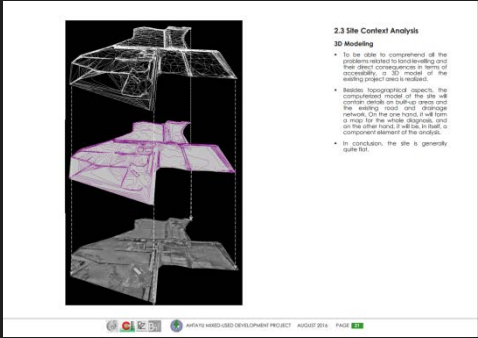 2.3 Site Context Analysis
3D Modeling
• To be able to comprehend all the
problems related to land-levelling and
their direct consequences in terms of
accessibility, a 3D model of the
existing project area is realized.
• Besides topographical aspects, the
computerized model of the site will
contain details on built-up areas and
the existing road and drainage
network. On the one hand, it will form
a map for the whole diagnosis, and
on the other hand, it will be, in itself, a
component element of the analysis.
• In conclusion, the site is generally
quite flat.
MIXED-USED DEVELOPMENT PROJECT AUGUST 2016 PAGE